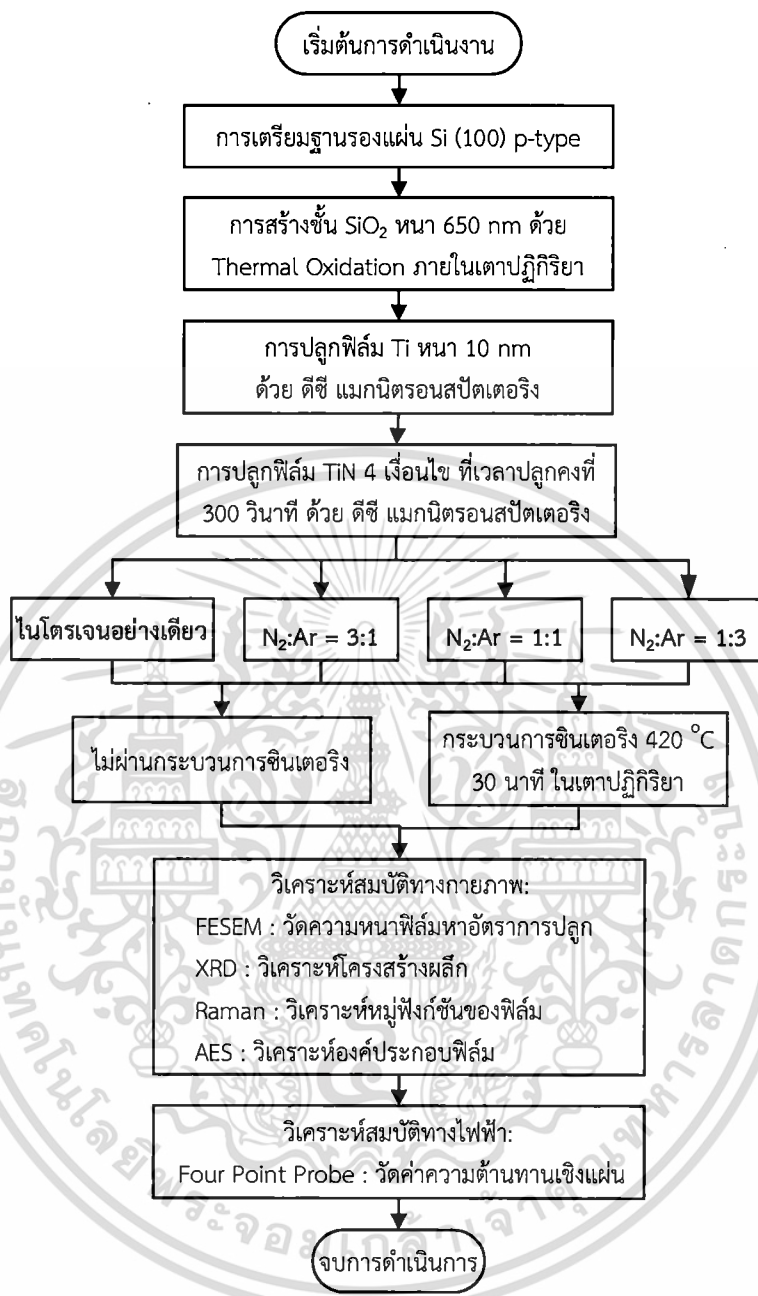 เริ่มต้นการดำเนินงาน
การเตรียมฐานรองแผ่น Si (100) p-type
การสร้างชั้น SiO₂ หนา 650 nm ด้วย
Thermal Oxidation ภายในเตาปฏิกิริยา
การปลูกฟิล์ม Ti หนา 10 nm
ด้วย ดีซี แมกนิตรอนสปัตเตอริง
การปลูกฟิล์ม TiN 4 เงื่อนไข ที่เวลาปลูกคงที่
300 วินาที ด้วย ดีซี แมกนิตรอนสปัตเตอริง
ไนโตรเจนอย่างเดียว
N₂:Ar = 3:1
N₂:Ar = 1:1
N₂:Ar = 1:3
ไม่ผ่านกระบวนการซินเตอริง
กระบวนการซินเตอริง 420 °C
30 นาที ในเตาปฏิกิริยา
วิเคราะห์สมบัติทางกายภาพ:
FESEM : วัดความหนาฟิล์มหาอัตราการปลูก
XRD : วิเคราะห์โครงสร้างผลึก
Raman : วิเคราะห์หมู่ฟังก์ชันของฟิล์ม
AES : วิเคราะห์องค์ประกอบฟิล์ม
วิเคราะห์สมบัติทางไฟฟ้า:
Four Point Probe : วัดค่าความต้านทานเชิงแผ่น
จบการดำเนินการ